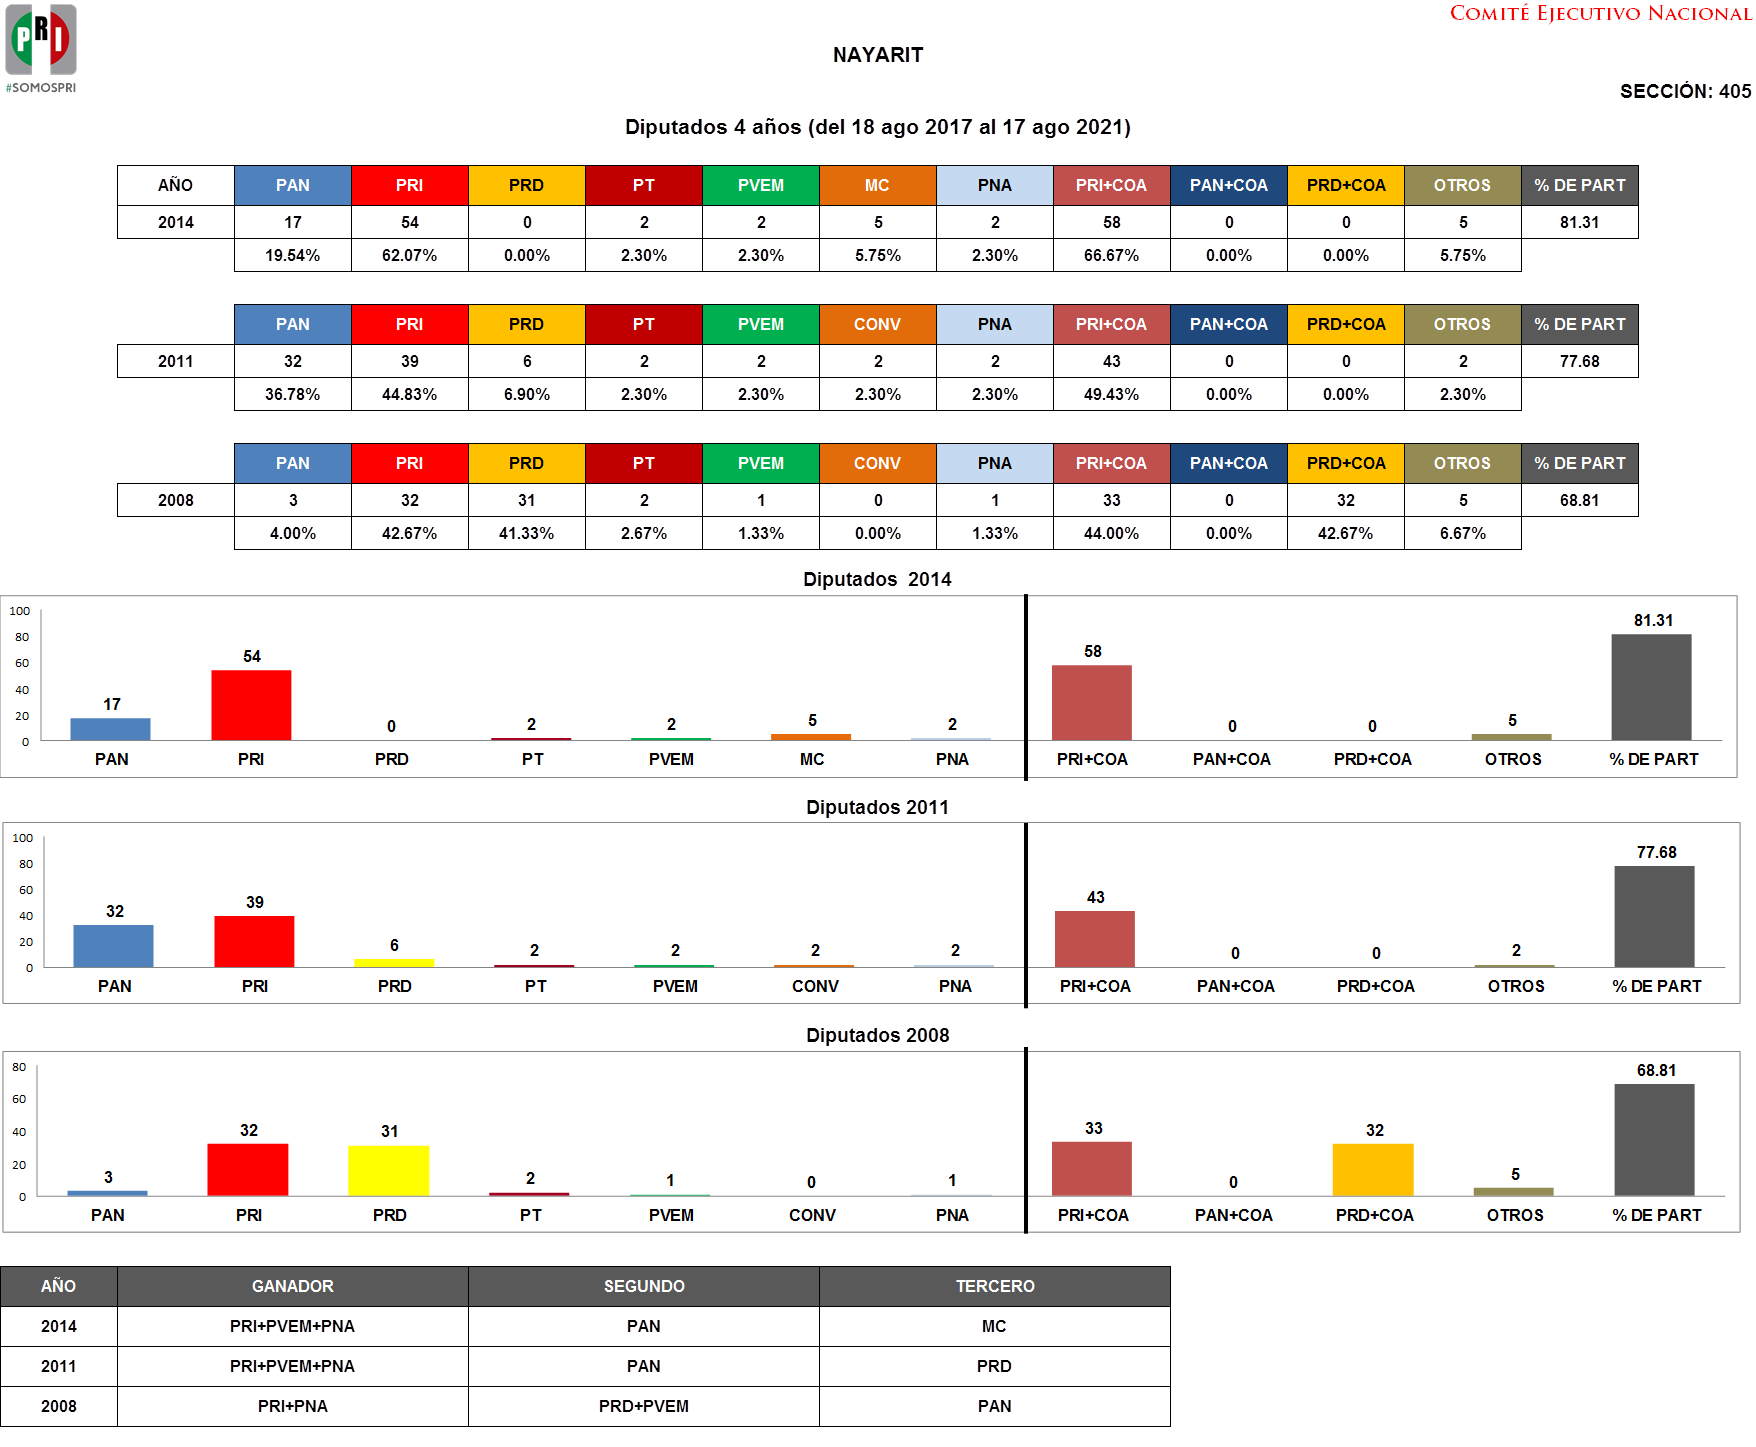 PRI
#SOMOSPRI
COMITÉ EJECUTIVO NACIONAL
NAYARIT
SECCIÓN: 405
Diputados 4 años (del 18 ago 2017 al 17 ago 2021)
AÑO PAN PRI PRD PT PVEM MC PNA PRI+COA PAN+COA PRD+COA OTROS % DE PART
2014 17 54 0 2 2 5 2 58 0 0 5 81.31
19.54% 62.07% 0.00% 2.30% 2.30% 5.75% 2.30% 66.67% 0.00% 0.00% 5.75%
PAN PRI PRD PT PVEM CONV PNA PRI+COA PAN+COA PRD+COA OTROS % DE PART
2011 32 39 6 2 2 2 2 43 0 0 2 77.68
36.78% 44.83% 6.90% 2.30% 2.30% 2.30% 2.30% 49.43% 0.00% 0.00% 2.30%
PAN PRI PRD PT PVEM CONV PNA PRI+COA PAN+COA PRD+COA OTROS % DE PART
2008 3 32 31 2 1 0 1 33 0 32 5 68.81
4.00% 42.67% 41.33% 2.67% 1.33% 0.00% 1.33% 44.00% 0.00% 42.67% 6.67%
Diputados 2014
100
80
60
40
20
0
17 54 0 2 2 5 2 58 0 0 5 81.31
PAN PRI PRD PT PVEM MC PNA PRI+COA PAN+COA PRD+COA OTROS % DE PART
Diputados 2011
100
80
60
40
20
0
32 39 6 2 2 2 2 43 0 0 2 77.68
PAN PRI PRD PT PVEM CONV PNA PRI+COA PAN+COA PRD+COA OTROS % DE PART
Diputados 2008
80
60
40
20
0
3 32 31 2 1 0 1 33 0 32 5 68.81
PAN PRI PRD PT PVEM CONV PNA PRI+COA PAN+COA PRD+COA OTROS % DE PART
AÑO GANADOR SEGUNDO TERCERO
2014 PRI+PVEM+PNA PAN MC
2011 PRI+PVEM+PNA PAN PRD
2008 PRI+PNA PRD+PVEM PAN